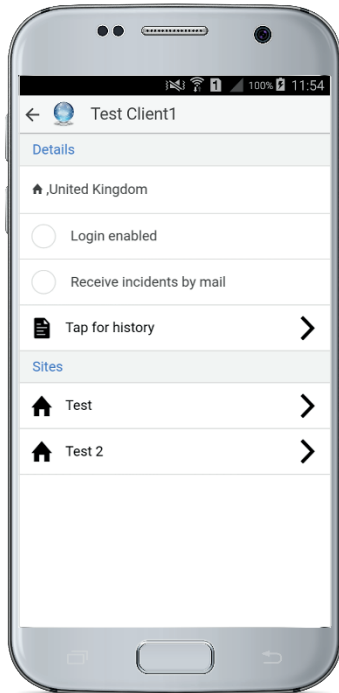 1 100% 11:54
Test Client1
Details
,United Kingdom
Login enabled
Receive incidents by mail
Tap for history
Sites
Test
Test 2